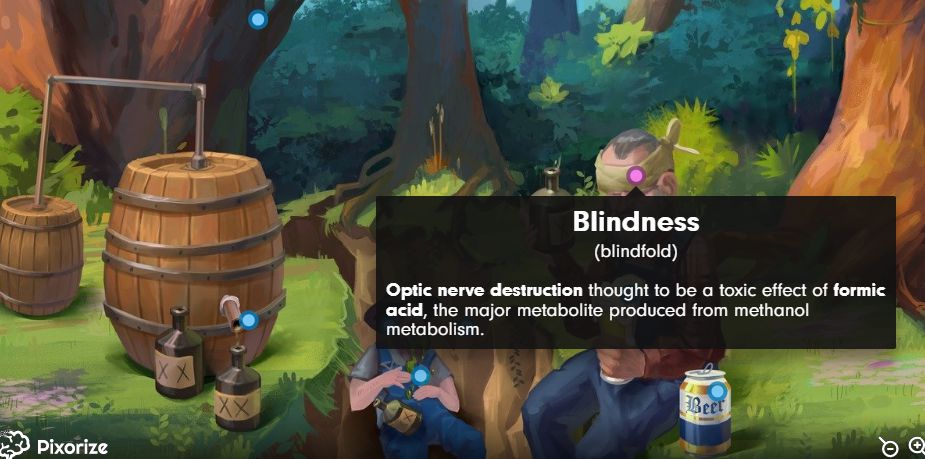 Blindness
(blindfold)
Optic nerve destruction thought to be a toxic effect of formic
acid, the major metabolite produced from methanol
metabolism.
X X
XX
Beer
Pixorize